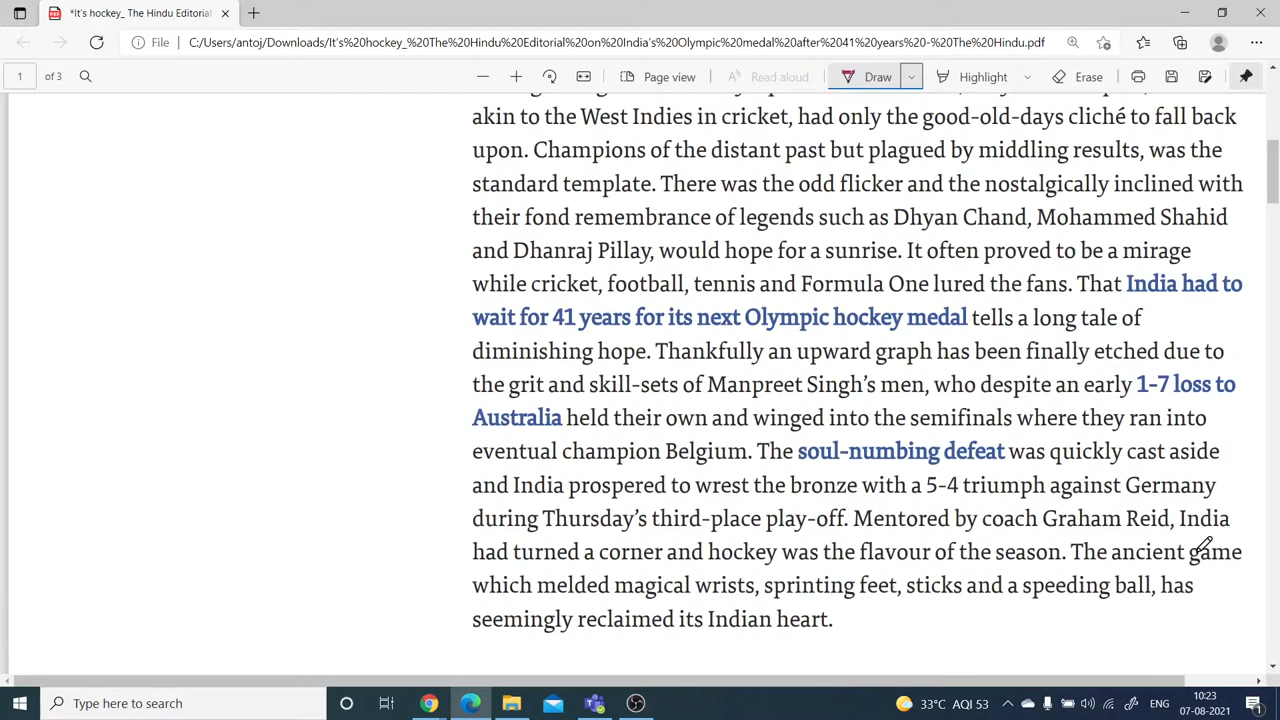 *It's hockey_ The Hindu Editorial
File
C:/Users/antoj/Downloads/It's%20hockey_%20The%20Hindu%20Editorial%20on%20India's%20Olympic%20medal%20after%2041%20years%20-%20The%20Hindu.pdf
1 of 3
Page view
Read aloud
Draw
Highlight
Erase
akin to the West Indies in cricket, had only the good-old-days cliché to fall back
upon. Champions of the distant past but plagued by middling results, was the
standard template. There was the odd flicker and the nostalgically inclined with
their fond remembrance of legends such as Dhyan Chand, Mohammed Shahid
and Dhanraj Pillay, would hope for a sunrise. It often proved to be a mirage
while cricket, football, tennis and Formula One lured the fans. That India had to
wait for 41 years for its next Olympic hockey medal tells a long tale of
diminishing hope. Thankfully an upward graph has been finally etched due to
the grit and skill-sets of Manpreet Singh's men, who despite an early 1-7 loss to
Australia held their own and winged into the semifinals where they ran into
eventual champion Belgium. The soul-numbing defeat was quickly cast aside
and India prospered to wrest the bronze with a 5-4 triumph against Germany
during Thursday's third-place play-off. Mentored by coach Graham Reid, India
had turned a corner and hockey was the flavour of the season. The ancient game
which melded magical wrists, sprinting feet, sticks and a speeding ball, has
seemingly reclaimed its Indian heart.
Type here to search
33°C AQI 53
ENG
10:23
07-08-2021